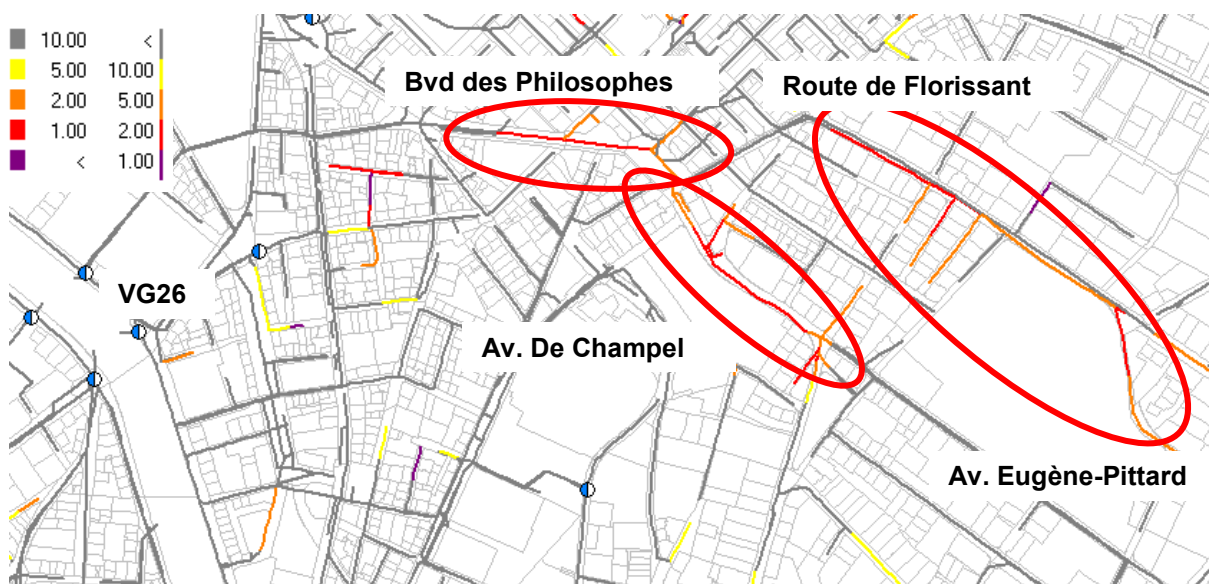 10.00 <
5.00 10.00
2.00 5.00
1.00 2.00
< 1.00
Bvd des Philosophes
Route de Florissant
VG26
Av. De Champel
Av. Eugène-Pittard